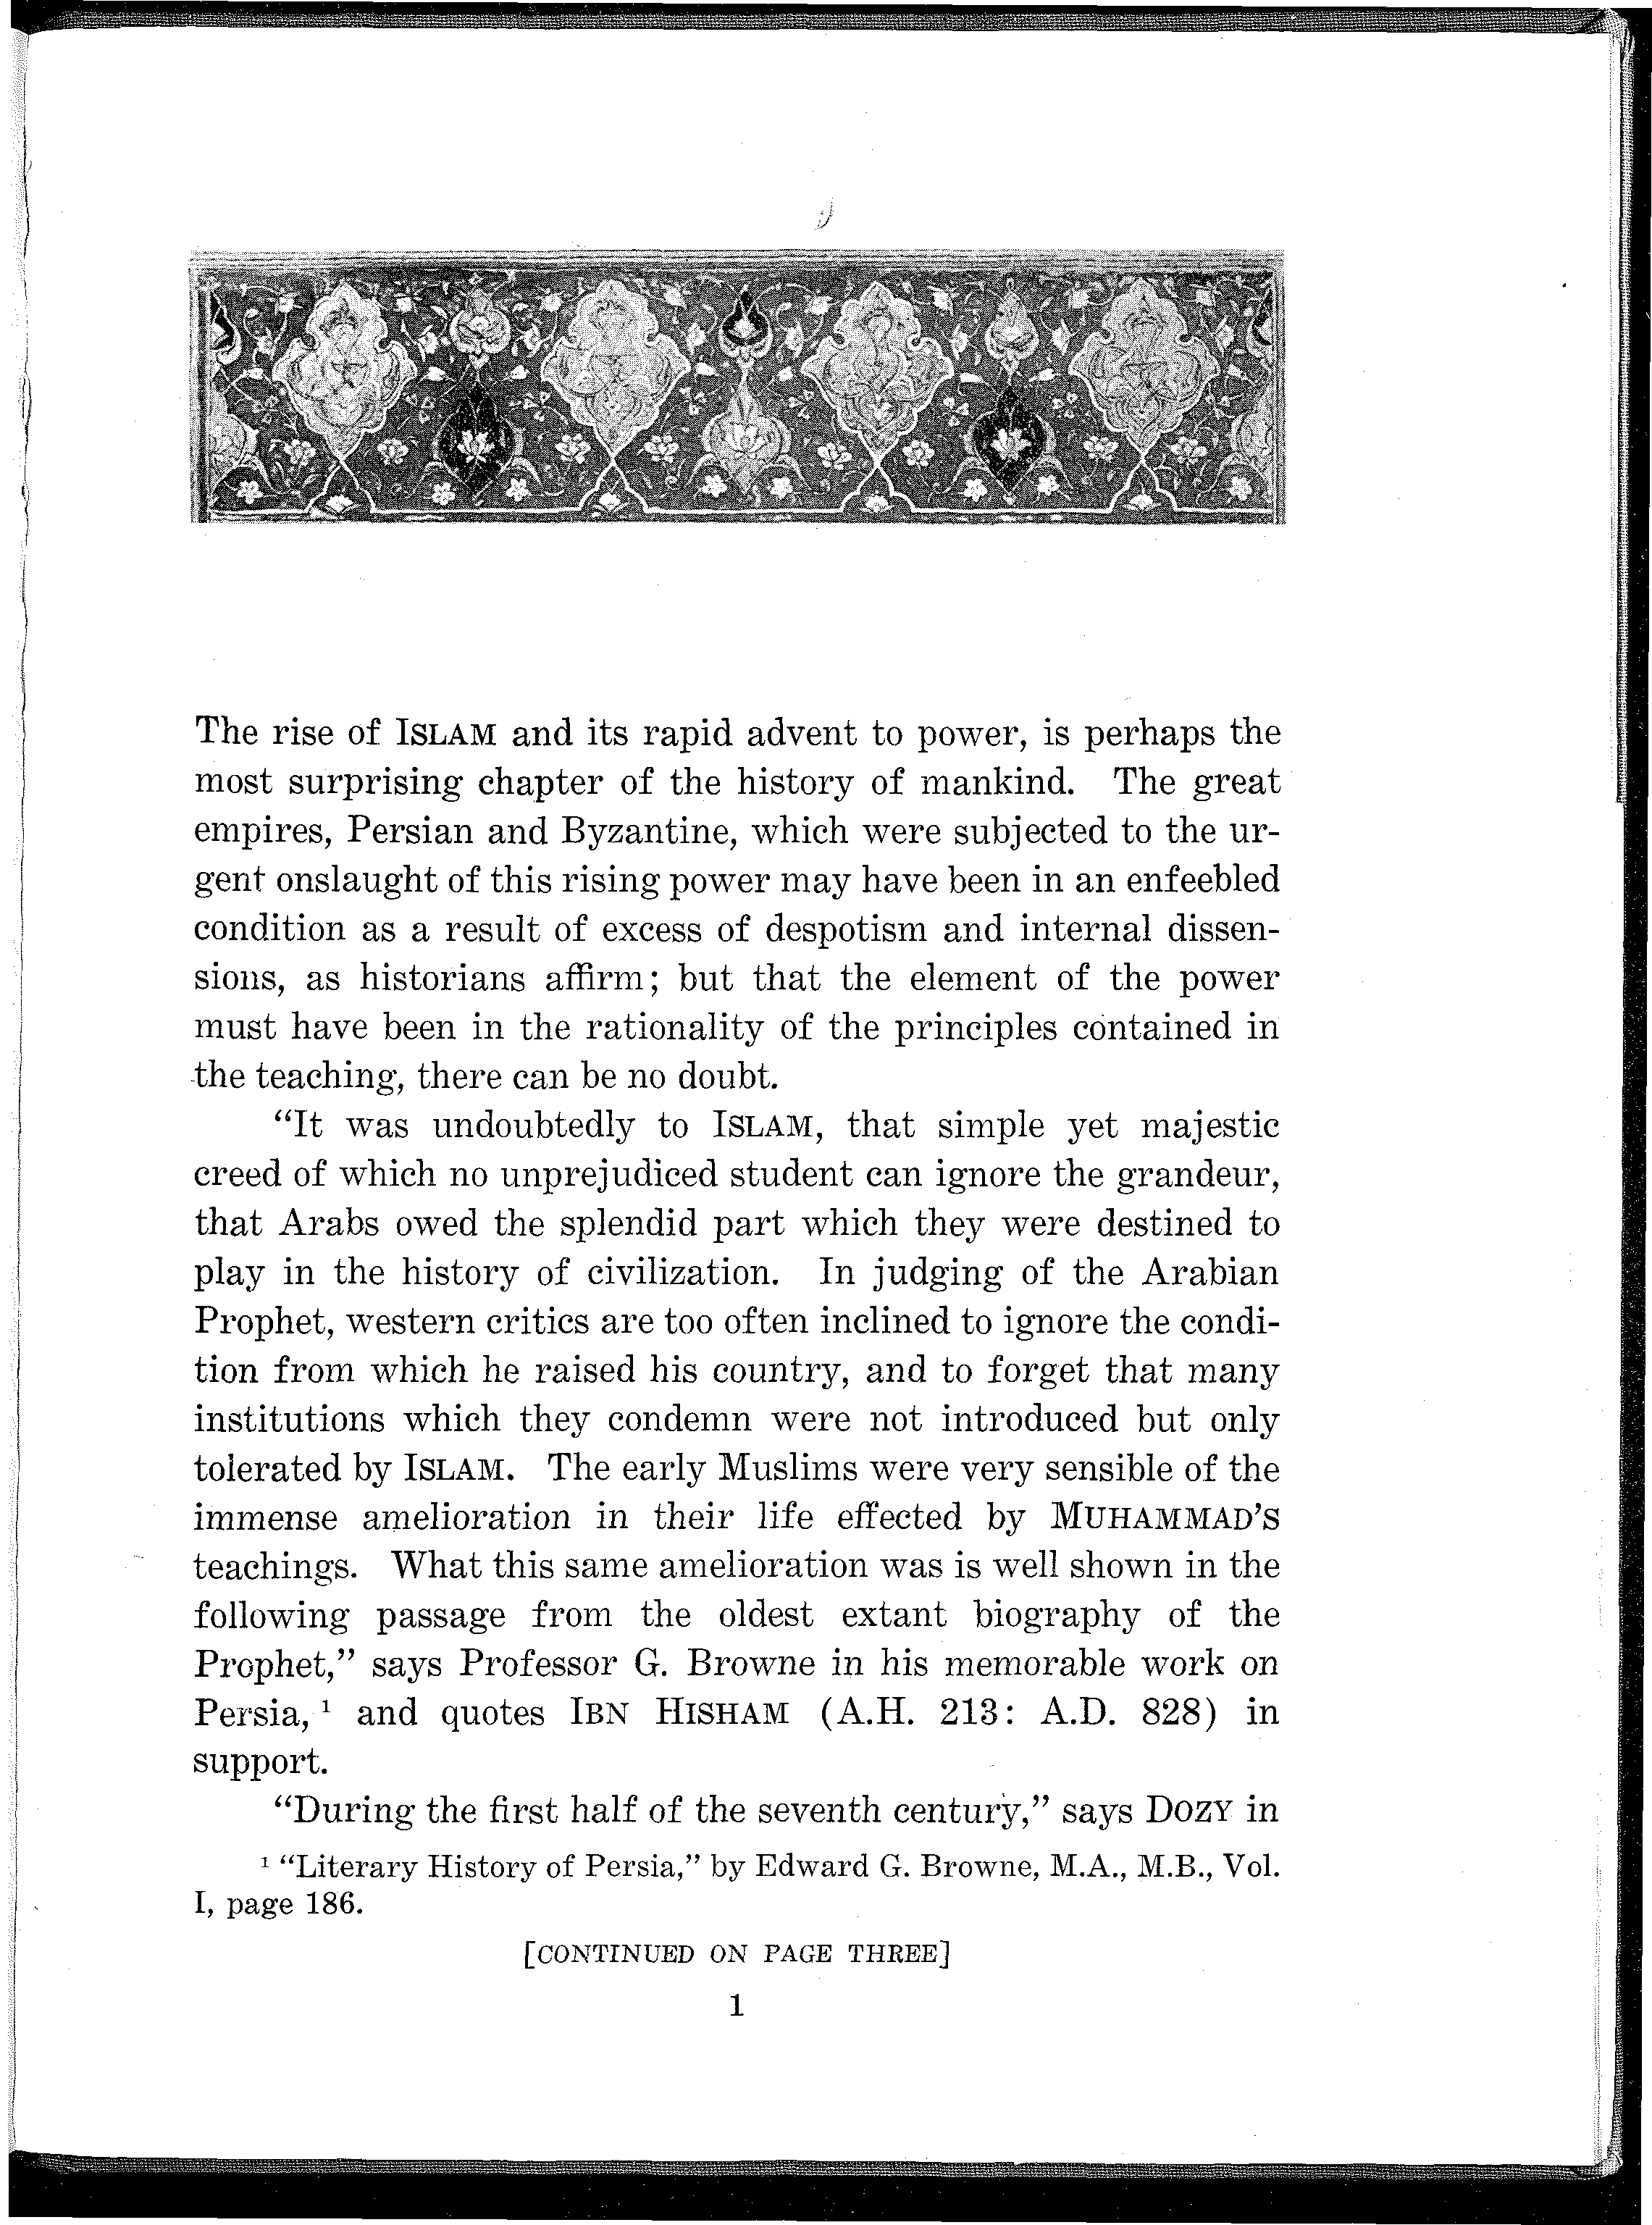 The rise of ISLAM and its rapid advent to power, is perhaps the
most surprising chapter of the history of mankind. The great
empires, Persian and Byzantine, which were subjected to the ur-
gent onslaught of this rising power may have been in an enfeebled
condition as a result of excess of despotism and internal dissen-
sions, as historians affirm; but that the element of the power
must have been in the rationality of the principles contained in
the teaching, there can be no doubt.
“It was undoubtedly to ISLAM, that simple yet majestic
creed of which no unprejudiced student can ignore the grandeur,
that Arabs owed the splendid part which they were destined to
play in the history of civilization. In judging of the Arabian
Prophet, western critics are too often inclined to ignore the condi-
tion from which he raised his country, and to forget that many
institutions which they condemn were not introduced but only
tolerated by ISLAM. The early Muslims were very sensible of the
immense amelioration in their life effected by MUHAMMAD’S
teachings. What this same amelioration was is well shown in the
following passage from the oldest extant biography of the
Prophet,” says Professor G. Browne in his memorable work on
Persia, ¹ and quotes IBN HISHAM (A.H. 213: A.D. 828) in
support.
“During the first half of the seventh century,” says DOZY in
¹ “Literary History of Persia,” by Edward G. Browne, M.A., M.B., Vol.
I, page 186.
[CONTINUED ON PAGE THREE]
1